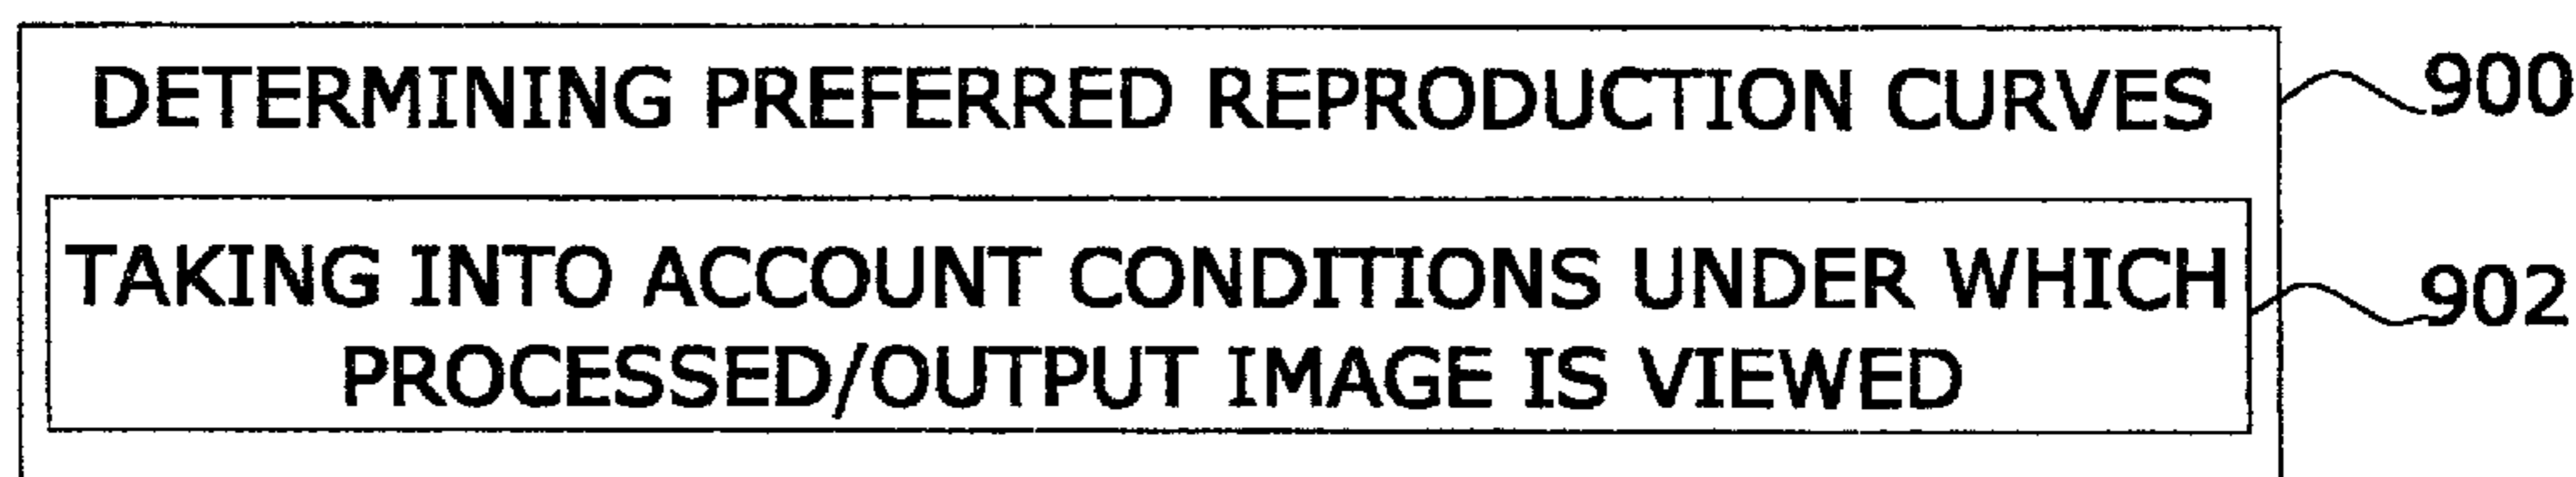 DETERMINING PREFERRED REPRODUCTION CURVES
900
TAKING INTO ACCOUNT CONDITIONS UNDER WHICH
PROCESSED/OUTPUT IMAGE IS VIEWED
902